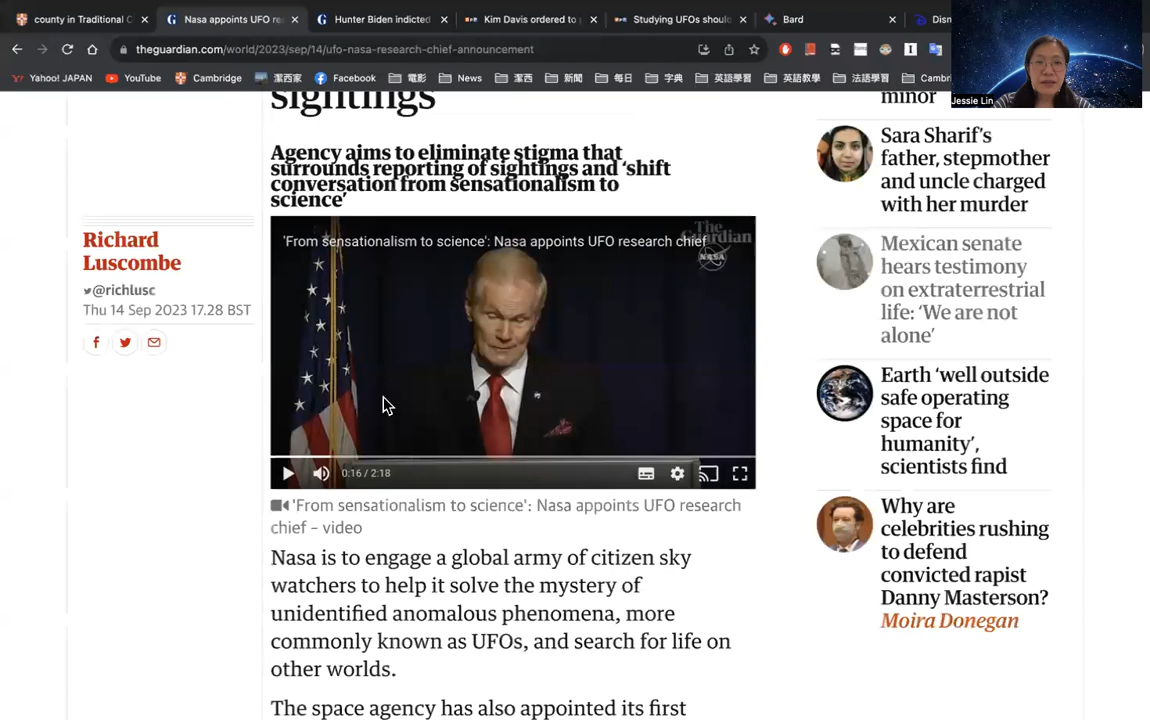 county in Traditional C
Nasa appoints UFO re
Hunter Biden indicted
Kim Davis ordered to
Studying UFOs shoul
Bard
Disn
theguardian.com/world/2023/sep/14/ufo-nasa-research-chief-announcement
Yahoo! JAPAN
YouTube
Cambridge
潔西家
Facebook
電影
News
潔西
新聞
每日
字典
英語學習
英語教學
法語學習
Cambri
Jessie Lin
sightings
Agency aims to eliminate stigma that
surrounds reporting of sightings and ‘shift
conversation from sensationalism to
science’
Richard
Luscombe
@richlusc
Thu 14 Sep 2023 17.28 BST
'From sensationalism to science': Nasa appoints UFO research chief
The Guardian
NASA
0:16 / 2:18
'From sensationalism to science': Nasa appoints UFO research
chief – video
Nasa is to engage a global army of citizen sky
watchers to help it solve the mystery of
unidentified anomalous phenomena, more
commonly known as UFOs, and search for life on
other worlds.
The space agency has also appointed its first
minor
Sara Sharif’s
father, stepmother
and uncle charged
with her murder
Mexican senate
hears testimony
on extraterrestrial
life: ‘We are not
alone’
Earth ‘well outside
safe operating
space for
humanity’,
scientists find
Why are
celebrities rushing
to defend
convicted rapist
Danny Masterson?
Moira Donegan